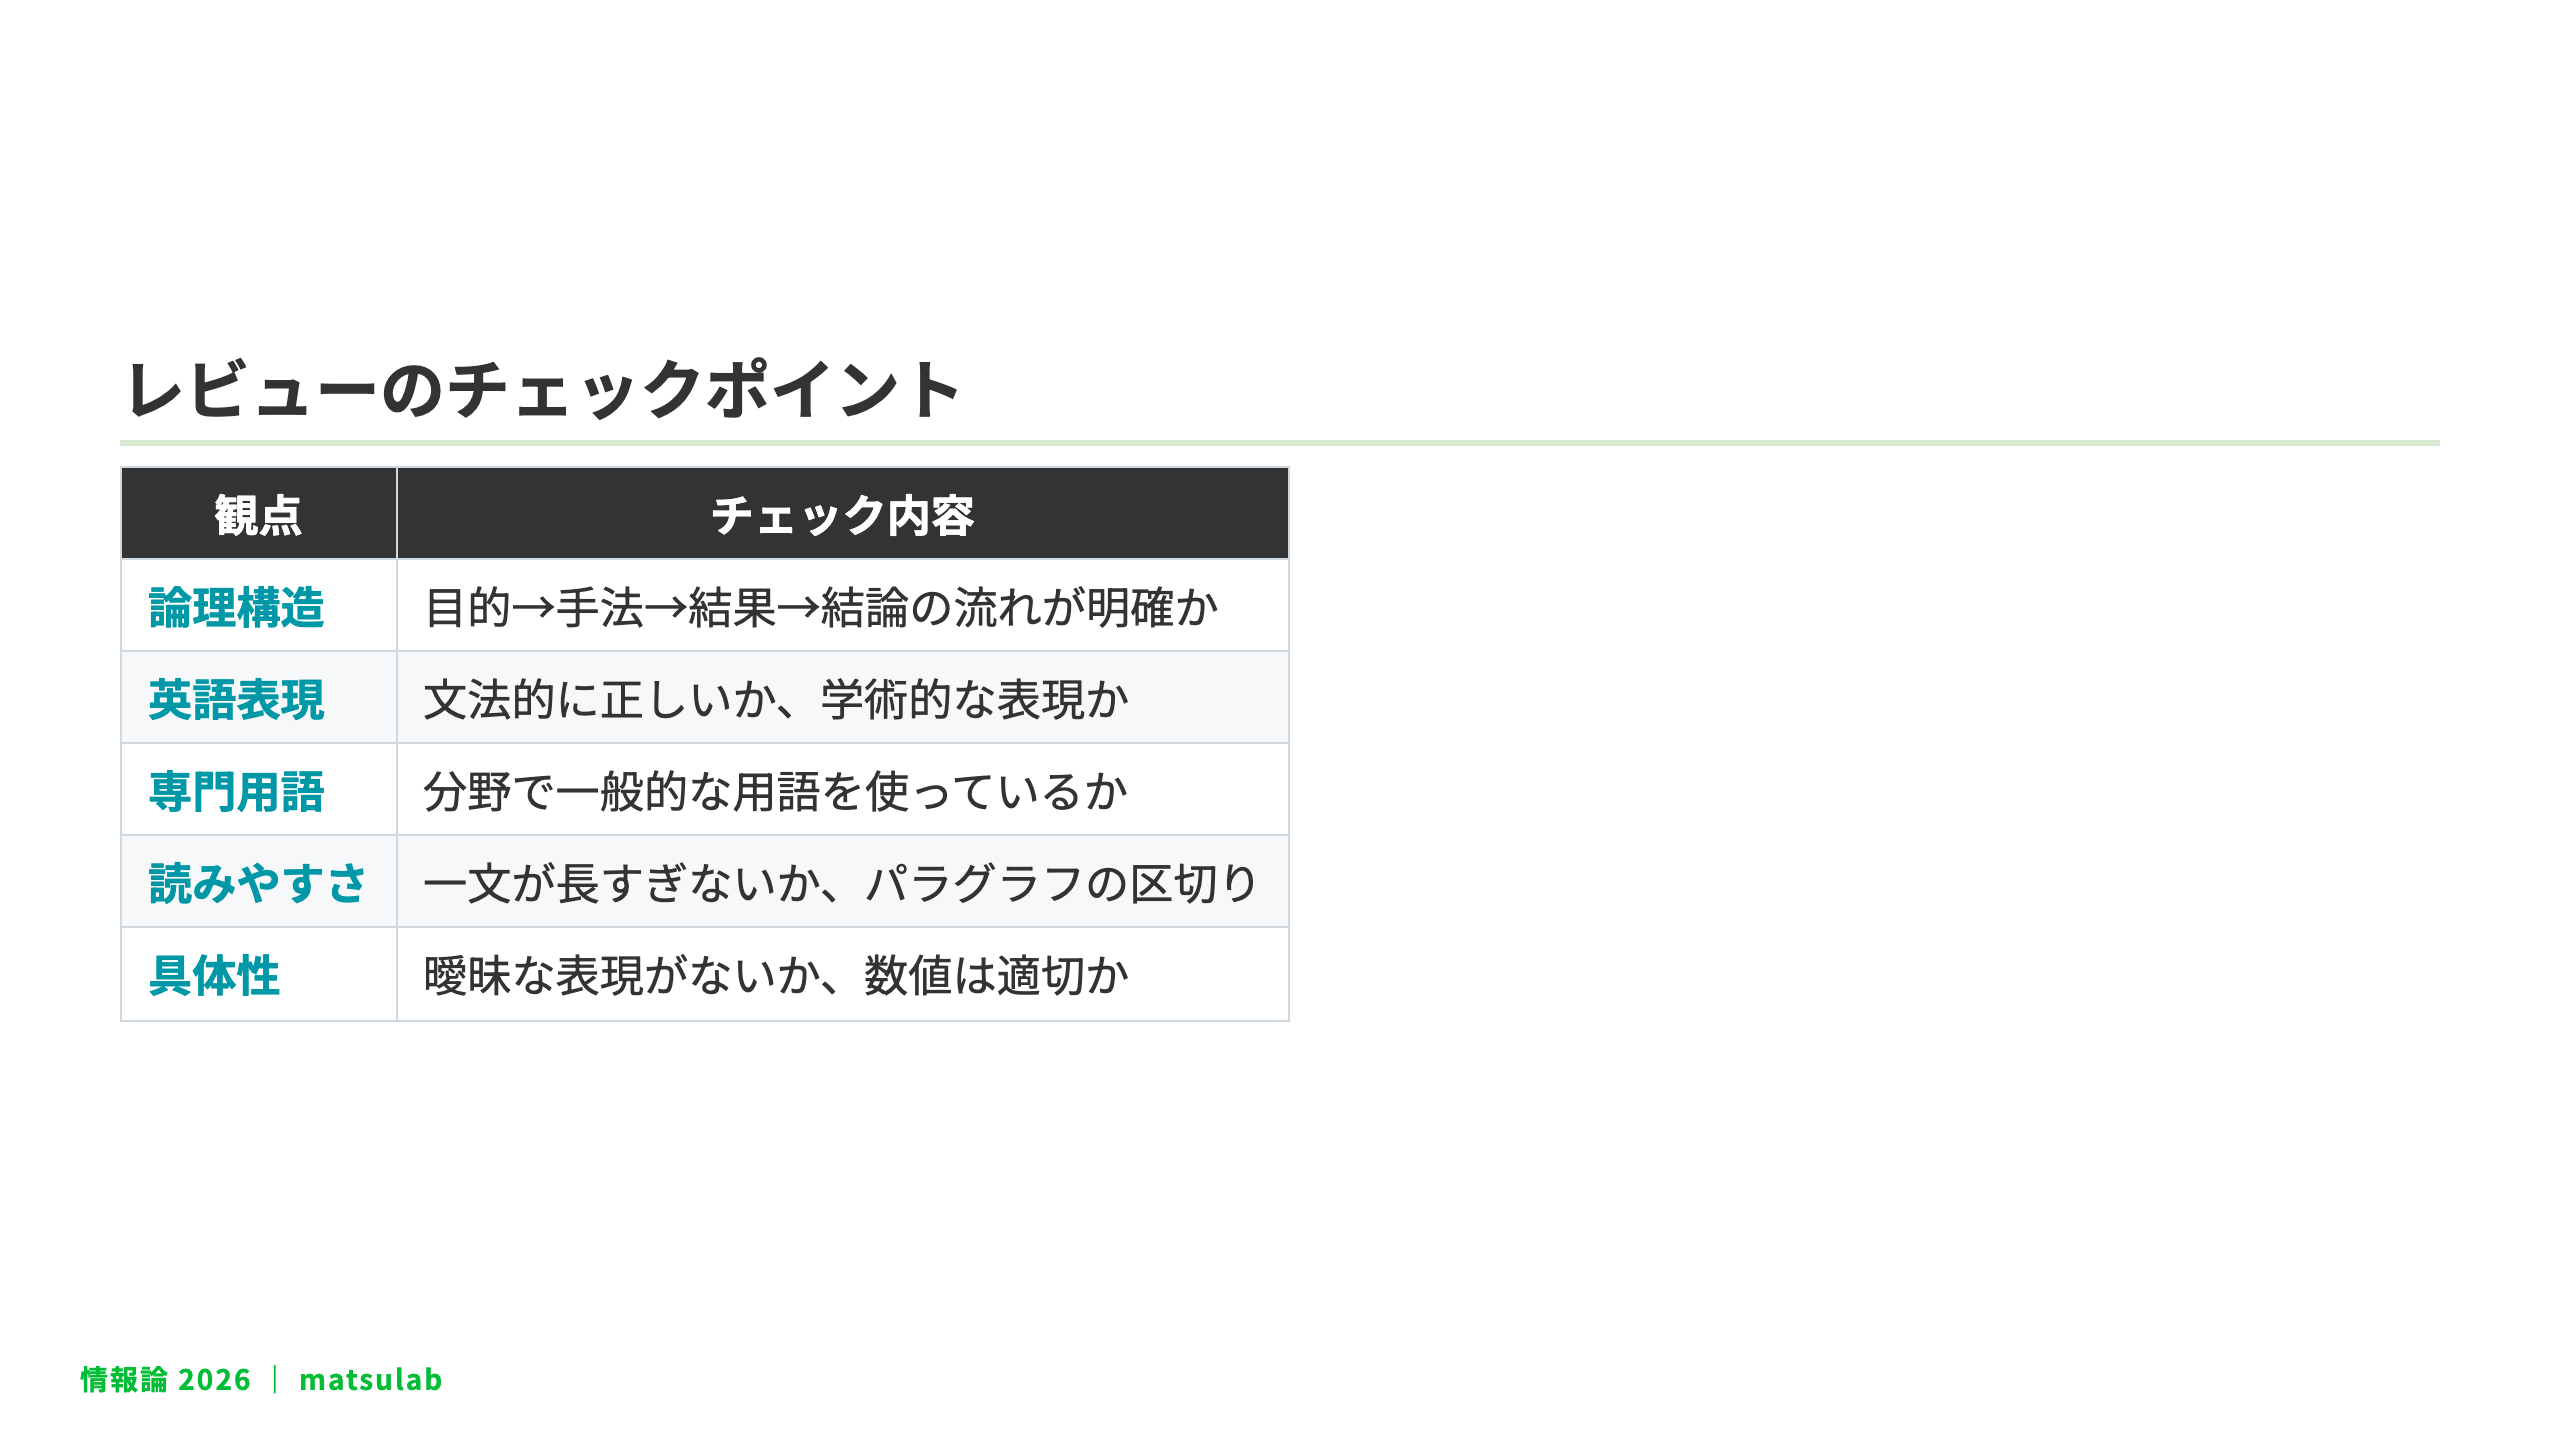 レビューのチェックポイント
観点 チェック内容
論理構造 目的→手法→結果→結論の流れが明確か
英語表現 文法的に正しいか、学術的な表現か
専門用語 分野で一般的な用語を使っているか
読みやすさ 一文が長すぎないか、パラグラフの区切り
具体性 曖昧な表現がないか、数値は適切か
情報論 2026 ｜ matsulab